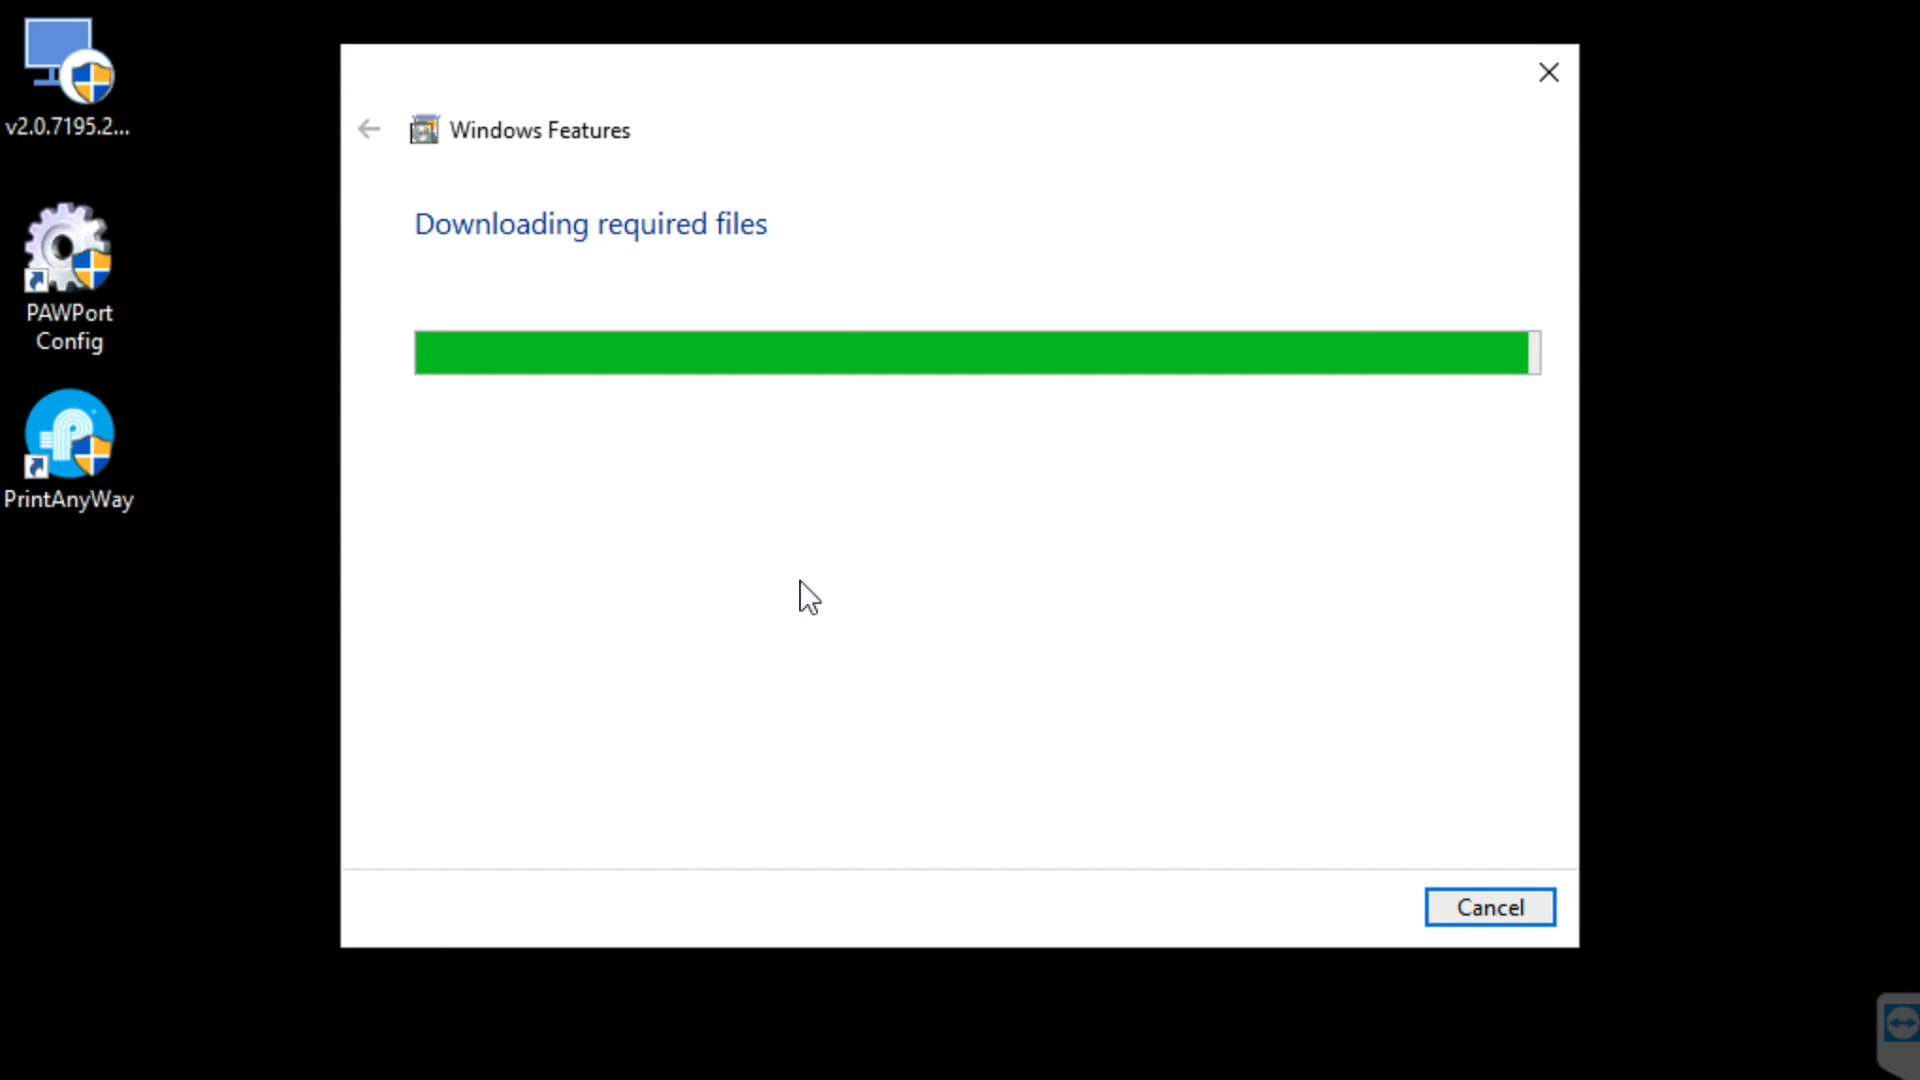 v2.0.7195.2...
PAWPort
Config
PrintAnyWay
Windows Features
Downloading required files
Cancel